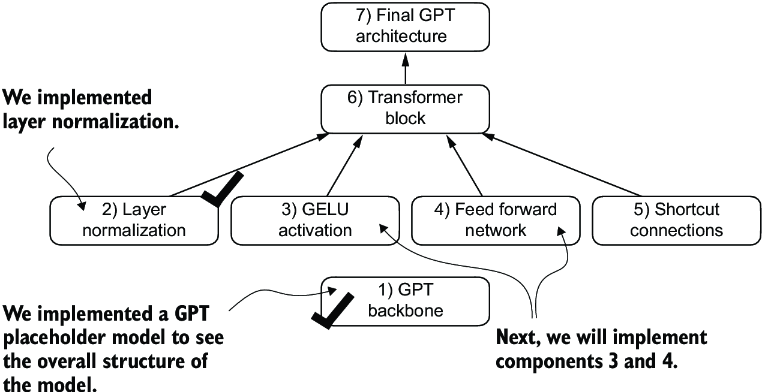 7) Final GPT
architecture
We implemented
layer normalization.
6) Transformer
block
2) Layer
normalization
3) GELU
activation
4) Feed forward
network
5) Shortcut
connections
We implemented a GPT
placeholder model to see
the overall structure of
the model.
1) GPT
backbone
Next, we will implement
components 3 and 4.